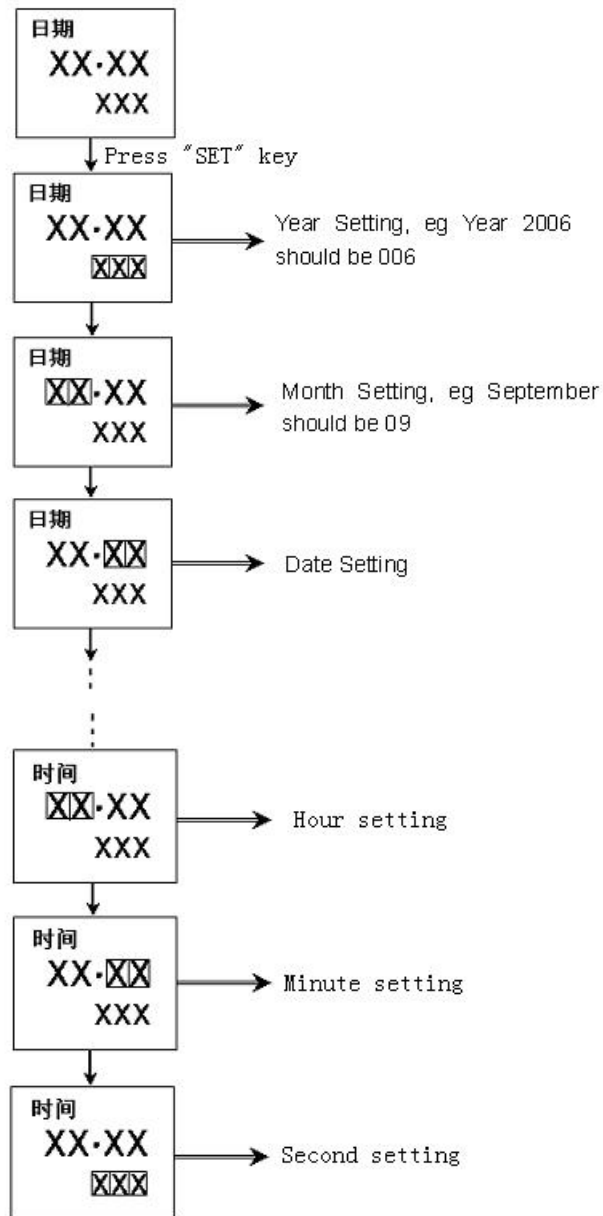 日期
XX·XX
XXX
Press "SET" key
日期
XX·XX
XXX
Year Setting, eg Year 2006
should be 006
日期
XX·XX
XXX
Month Setting, eg September
should be 09
日期
XX·XX
XXX
Date Setting
时间
XX·XX
XXX
Hour setting
时间
XX·XX
XXX
Minute setting
时间
XX·XX
XXX
Second setting